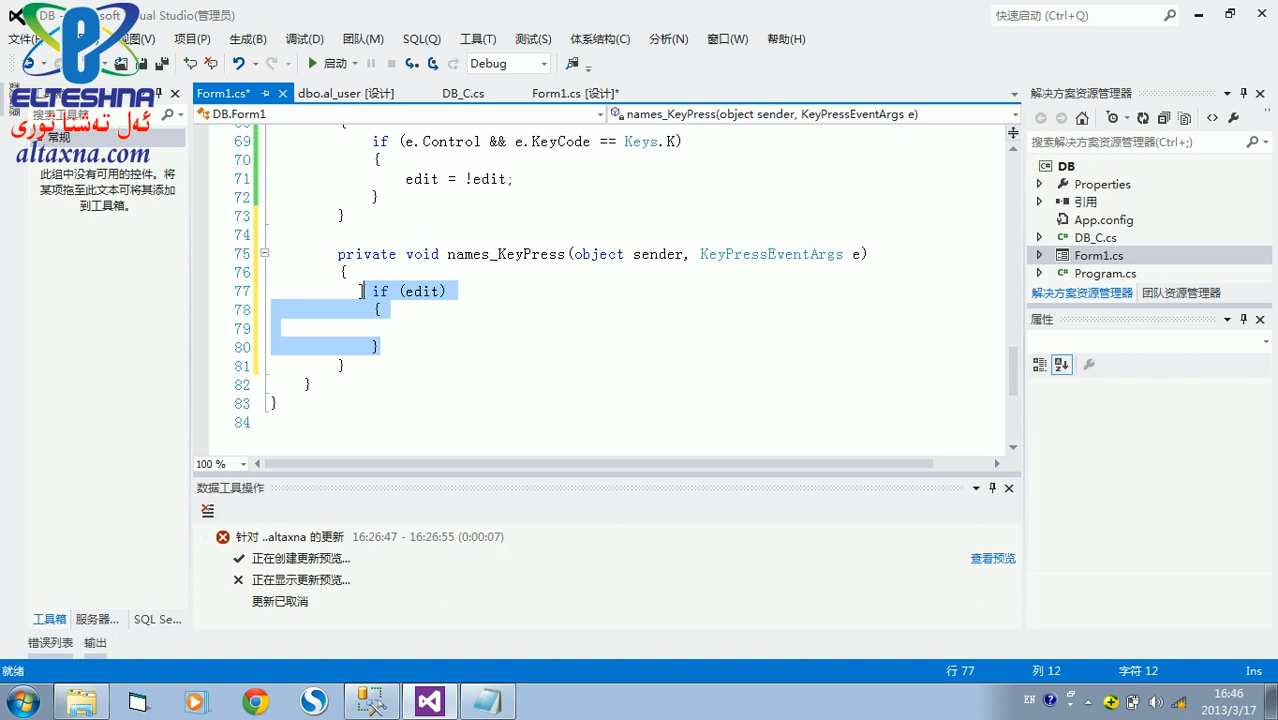 DB - Microsoft Visual Studio(管理员)
快速启动 (Ctrl+Q)
视图(V) 项目(P) 生成(B) 调试(D) 团队(M) SQL(Q) 工具(T) 测试(S) 体系结构(C) 分析(N) 窗口(W) 帮助(H)
启动 Debug
ELTESHNA
ئەل تەسنا تورى
altaxna.com
搜索工具箱
常规
此组中没有可用的控件。将
某项拖至此文本可将其添加
到工具箱。
工具箱 服务器... SQL Se...
错误列表 输出
Form1.cs* dbo.al_user [设计] DB_C.cs Form1.cs [设计]*
DB.Form1 names_KeyPress(object sender, KeyPressEventArgs e)
69 if (e.Control && e.KeyCode == Keys.K)
70 {
71 edit = !edit;
72 }
73 }
74
75 private void names_KeyPress(object sender, KeyPressEventArgs e)
76 {
77 if (edit)
78 {
79
80 }
81 }
82 }
83 }
84
100 %
数据工具操作
针对 ..altaxna 的更新 16:26:47 - 16:26:55 (0:00:07)
正在创建更新预览... 查看预览
正在显示更新预览...
更新已取消
解决方案资源管理器
搜索解决方案资源管理器(Ctrl+;)
DB
Properties
引用
App.config
DB_C.cs
Form1.cs
Program.cs
解决方案资源管理器 团队资源管理器
属性
就绪 行 77 列 12 字符 12 Ins
EN 16:46
2013/3/17